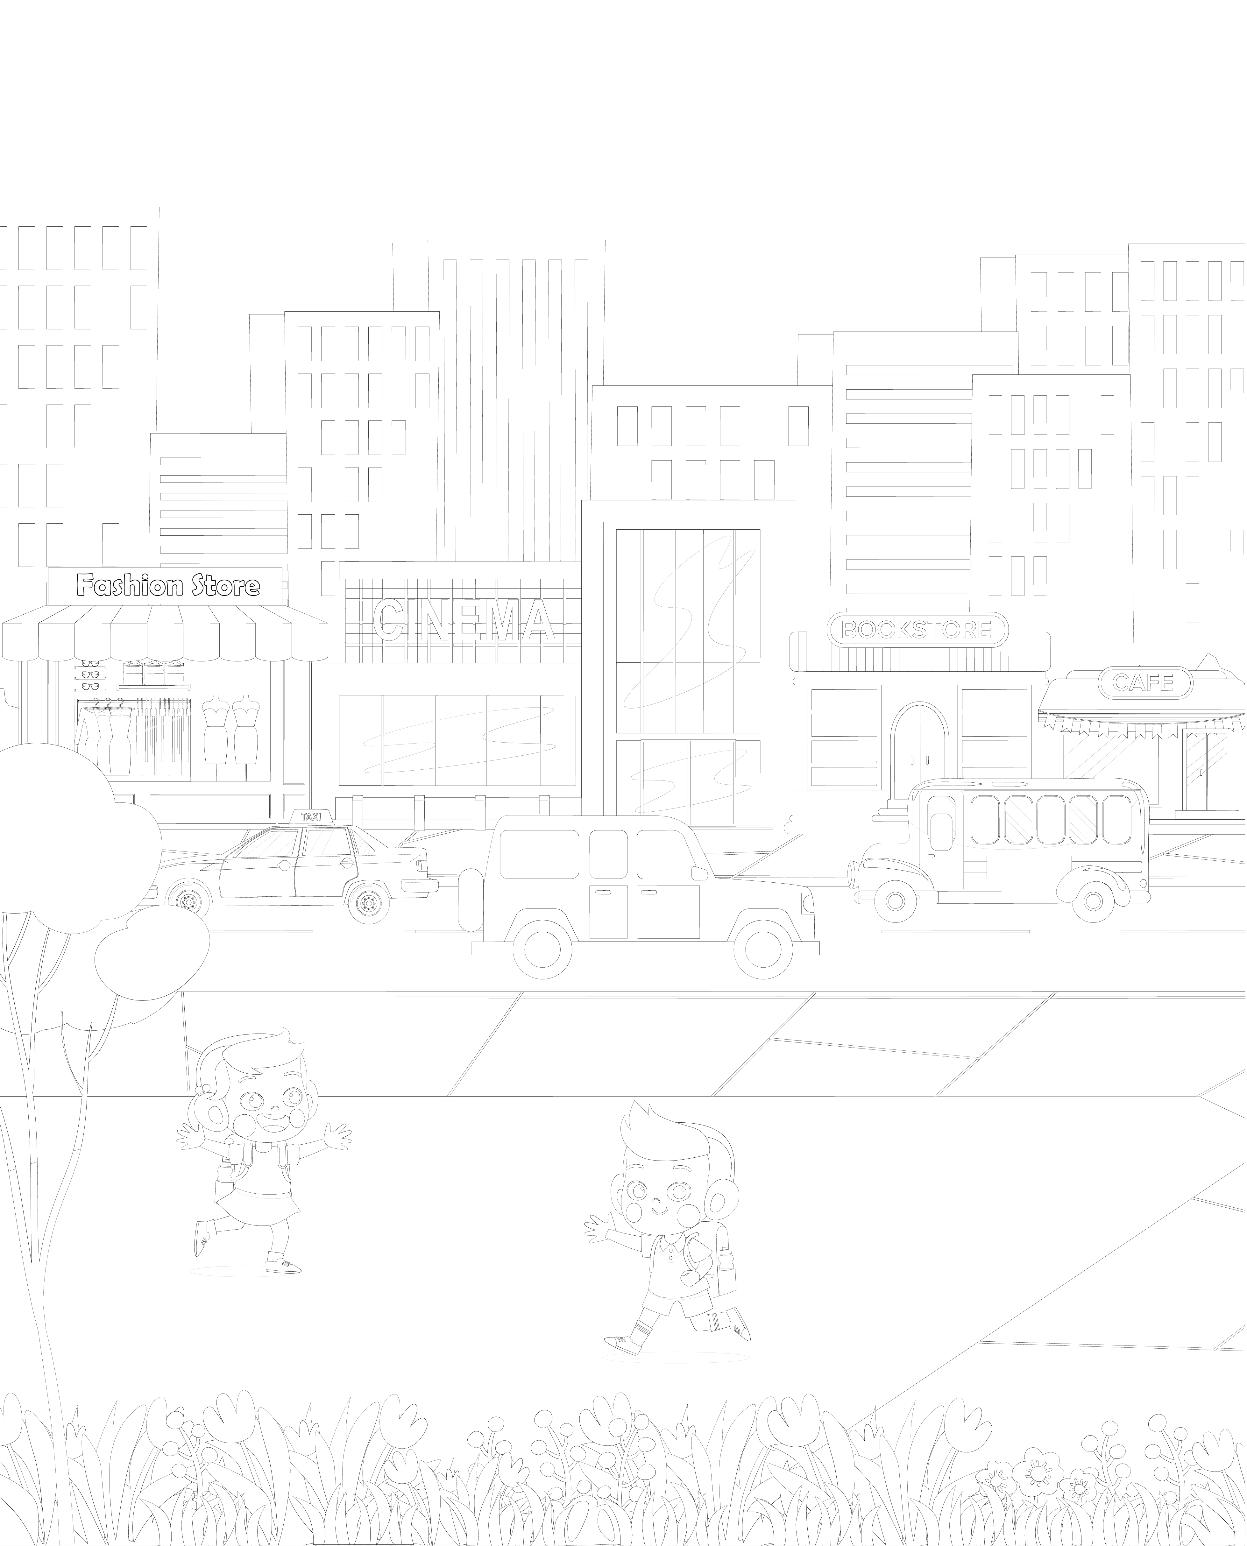 Fashion Store
CINEMA
BOOKSTORE
CAFE
TAXI